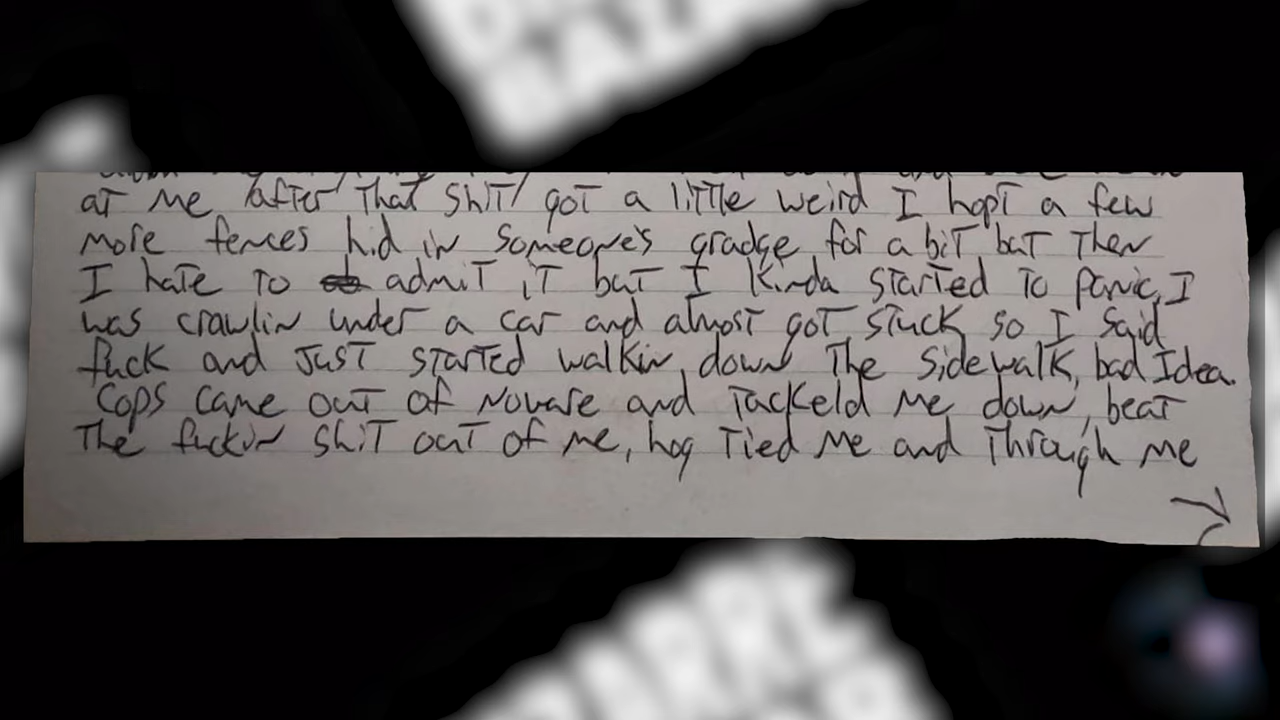 at me after that shit got a little weird I hopt a few
more fences hid in someone's gradge for a bit but then
I hate to admit it but I kinda started to panic, I
was crawlin under a car and almost got stuck so I said
fuck and Just started walkin, down the sidewalk, bad Idea.
Cops came out of Nouare and tackeld me down, beat
The fuckin shit out of me, hog tied me and through me